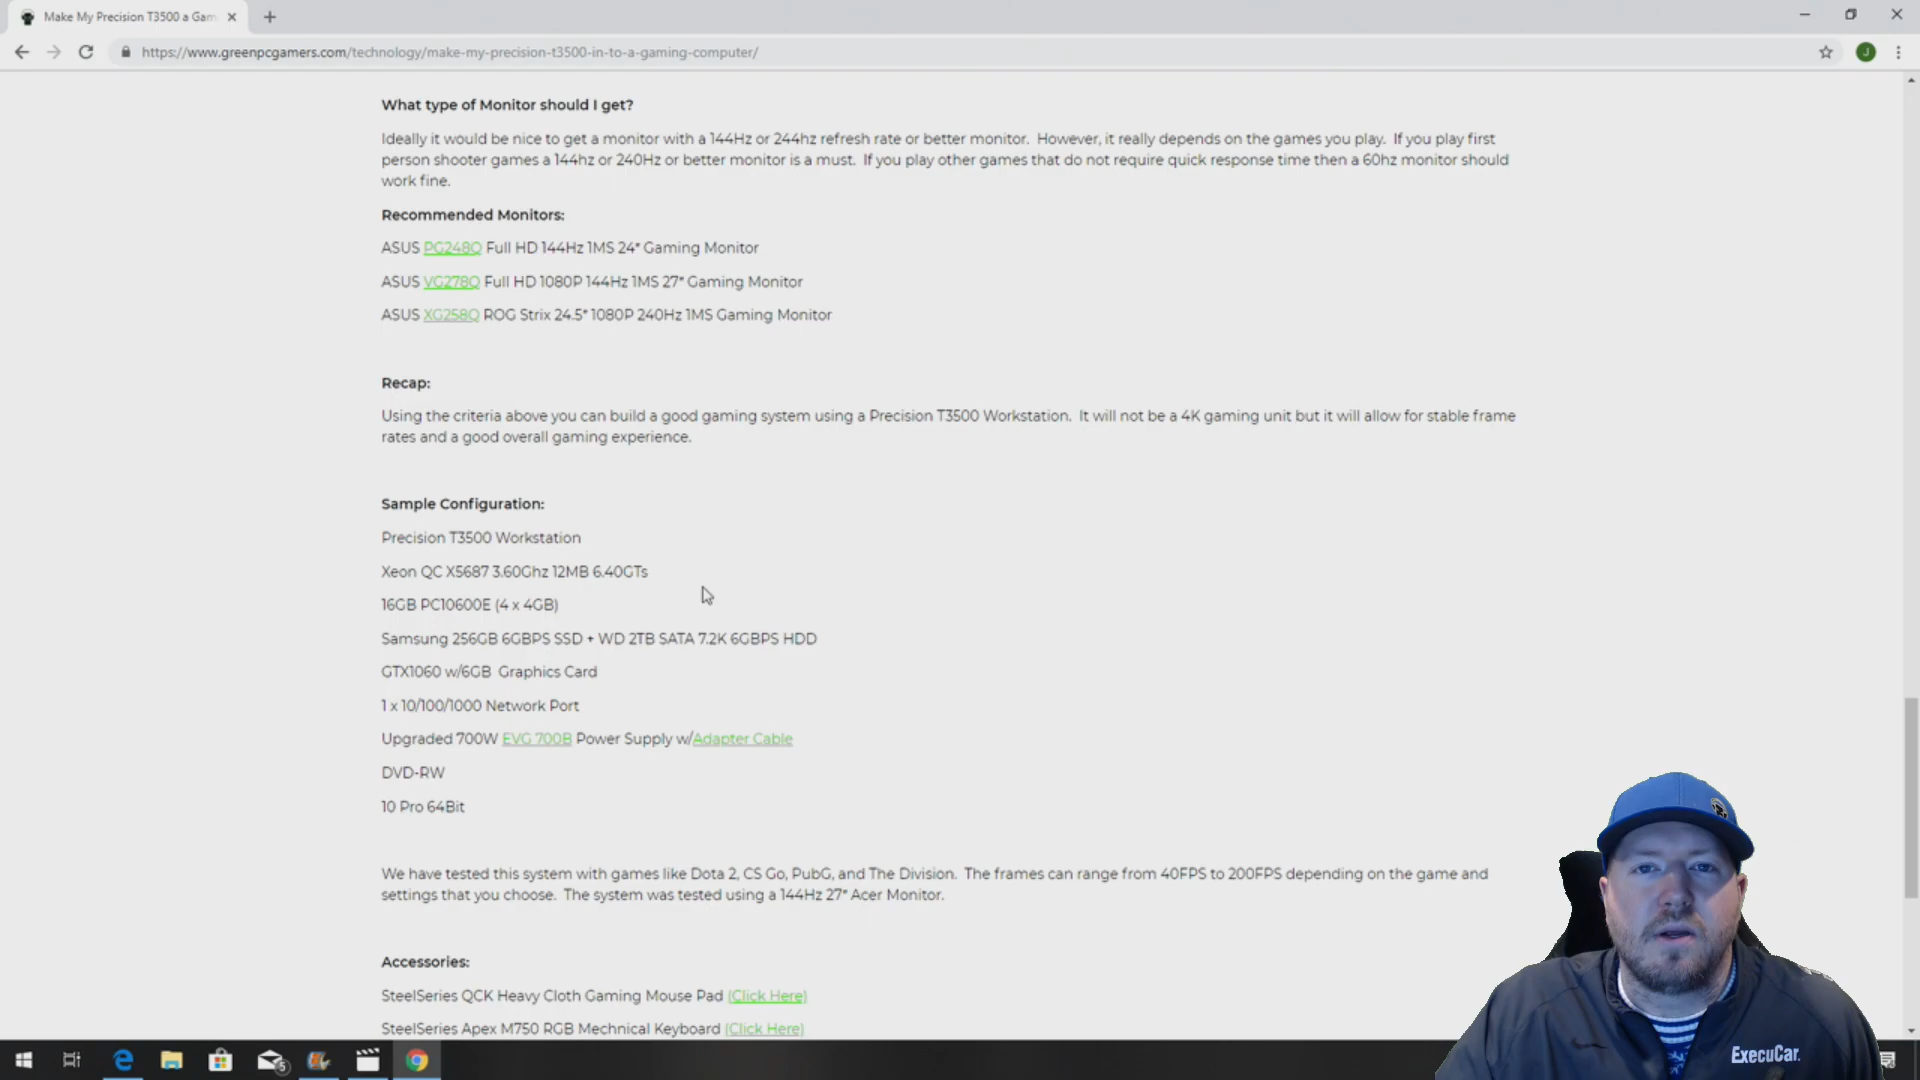 Make My Precision T3500 a Gam
https://www.greenpcgamers.com/technology/make-my-precision-t3500-in-to-a-gaming-computer/
J
What type of Monitor should I get?
Ideally it would be nice to get a monitor with a 144Hz or 244hz refresh rate or better monitor.  However, it really depends on the games you play.  If you play first
person shooter games a 144hz or 240Hz or better monitor is a must.  If you play other games that do not require quick response time then a 60hz monitor should
work fine.
Recommended Monitors:
ASUS PG248Q Full HD 144Hz 1MS 24" Gaming Monitor
ASUS VG278Q Full HD 1080P 144Hz 1MS 27" Gaming Monitor
ASUS XG258Q ROG Strix 24.5" 1080P 240Hz 1MS Gaming Monitor
Recap:
Using the criteria above you can build a good gaming system using a Precision T3500 Workstation.  It will not be a 4K gaming unit but it will allow for stable frame
rates and a good overall gaming experience.
Sample Configuration:
Precision T3500 Workstation
Xeon QC X5687 3.60Ghz 12MB 6.40GTs
16GB PC10600E (4 x 4GB)
Samsung 256GB 6GBPS SSD + WD 2TB SATA 7.2K 6GBPS HDD
GTX1060 w/6GB  Graphics Card
1 x 10/100/1000 Network Port
Upgraded 700W EVG 700B Power Supply w/Adapter Cable
DVD-RW
10 Pro 64Bit
We have tested this system with games like Dota 2, CS Go, PubG, and The Division.  The frames can range from 40FPS to 200FPS depending on the game and
settings that you choose.  The system was tested using a 144Hz 27" Acer Monitor.
Accessories:
SteelSeries QCK Heavy Cloth Gaming Mouse Pad (Click Here)
SteelSeries Apex M750 RGB Mechnical Keyboard (Click Here)
5
ExecuCar.